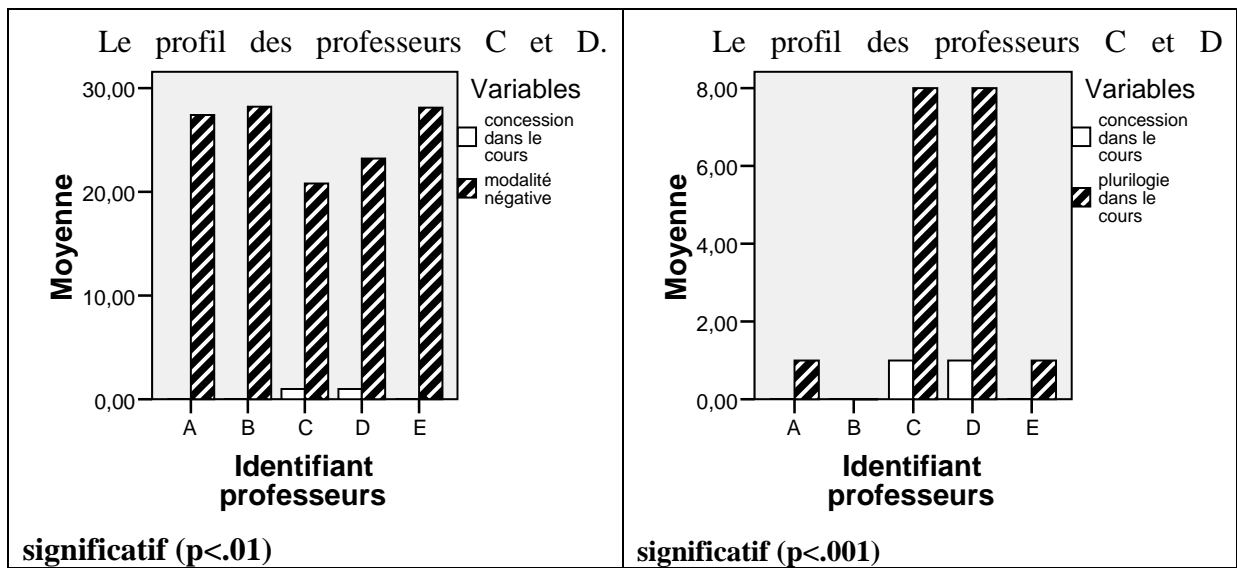 Le profil des professeurs C et D.
30,00
20,00
10,00
0,00
Moyenne
A B C D E
Identifiant
professeurs
Variables
concession
dans le
cours
modalité
négative
significatif (p<.01)
Le profil des professeurs C et D
8,00
6,00
4,00
2,00
0,00
Moyenne
A B C D E
Identifiant
professeurs
Variables
concession
dans le
cours
plurilogie
dans le
cours
significatif (p<.001)